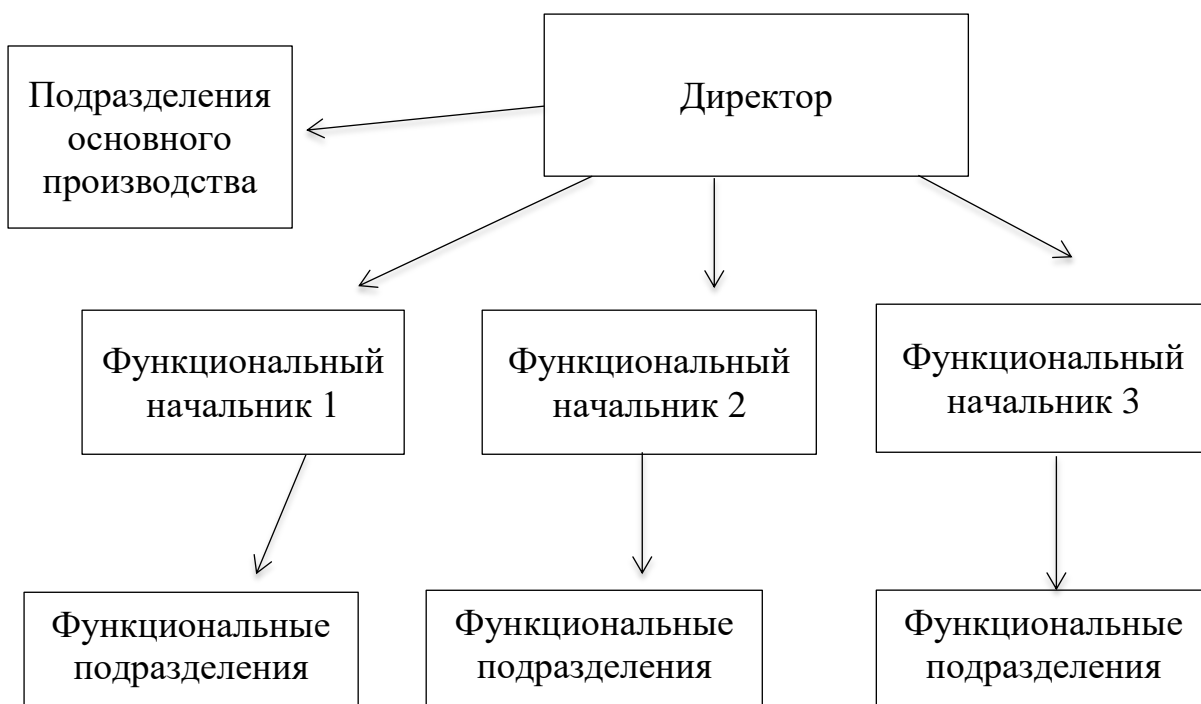 Подразделения
основного
производства
Директор
Функциональный
начальник 1
Функциональный
начальник 2
Функциональный
начальник 3
Функциональные
подразделения
Функциональные
подразделения
Функциональные
подразделения